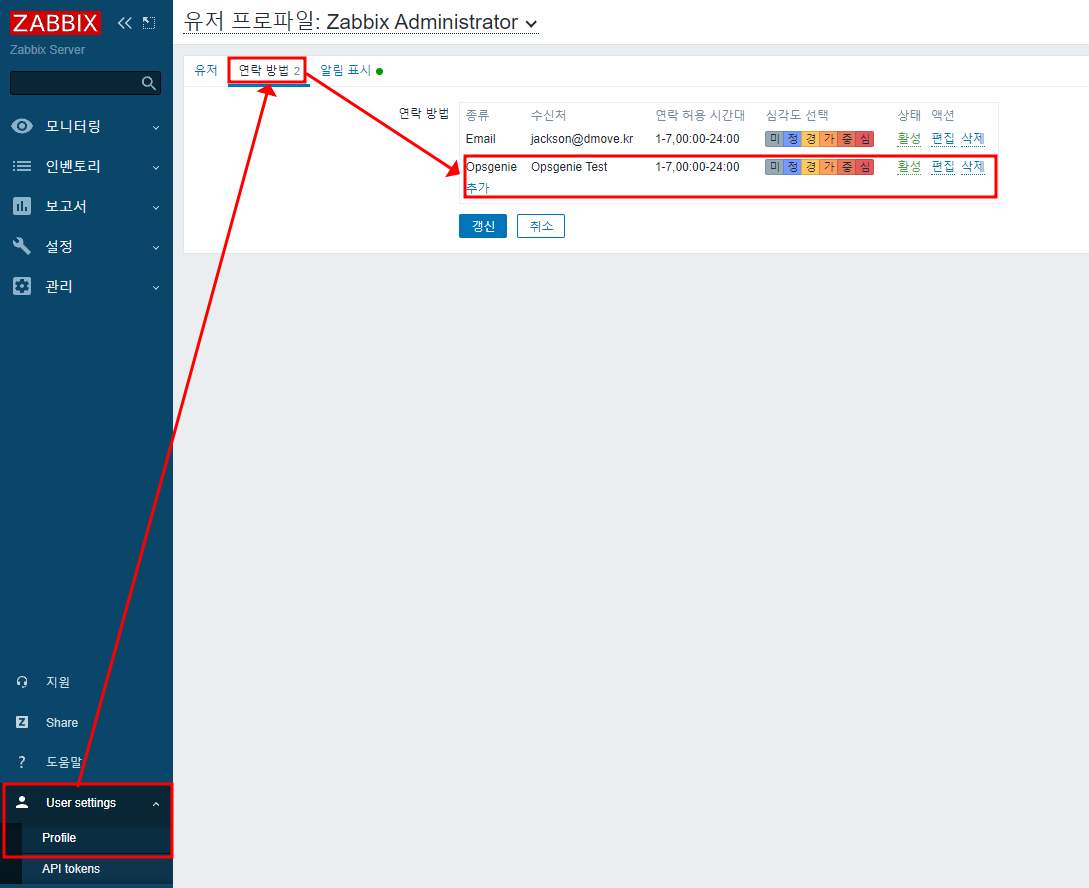 ZABBIX
Zabbix Server
모니터링
인벤토리
보고서
설정
관리
지원
Share
도움말
User settings
Profile
API tokens
유저 프로파일: Zabbix Administrator
유저 연락 방법 2 알림 표시
연락 방법 종류 수신처 연락 허용 시간대 심각도 선택 상태 액션
Email jackson@dmove.kr 1-7,00:00-24:00 미 정 경 가 중 심 활성 편집 삭제
Opsgenie Opsgenie Test 1-7,00:00-24:00 미 정 경 가 중 심 활성 편집 삭제
추가
갱신 취소